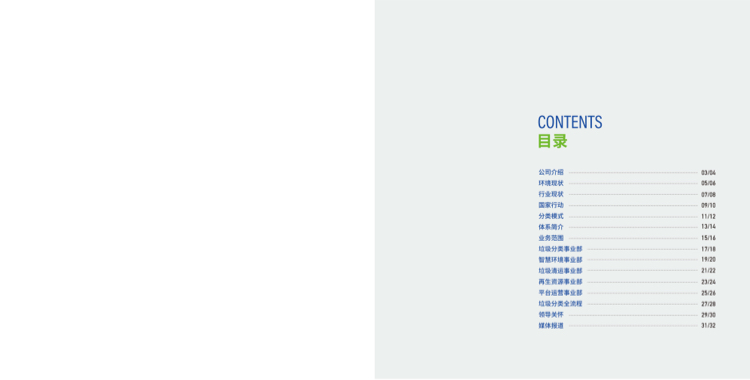 CONTENTS
目录
公司介绍 03/04
环境现状 05/06
行业现状 07/08
国家行动 09/10
分类模式 11/12
体系简介 13/14
业务范围 15/16
垃圾分类事业部 17/18
智慧环境事业部 19/20
垃圾清运事业部 21/22
再生资源事业部 23/24
平台运营事业部 25/26
垃圾分类全流程 27/28
领导关怀 29/30
媒体报道 31/32